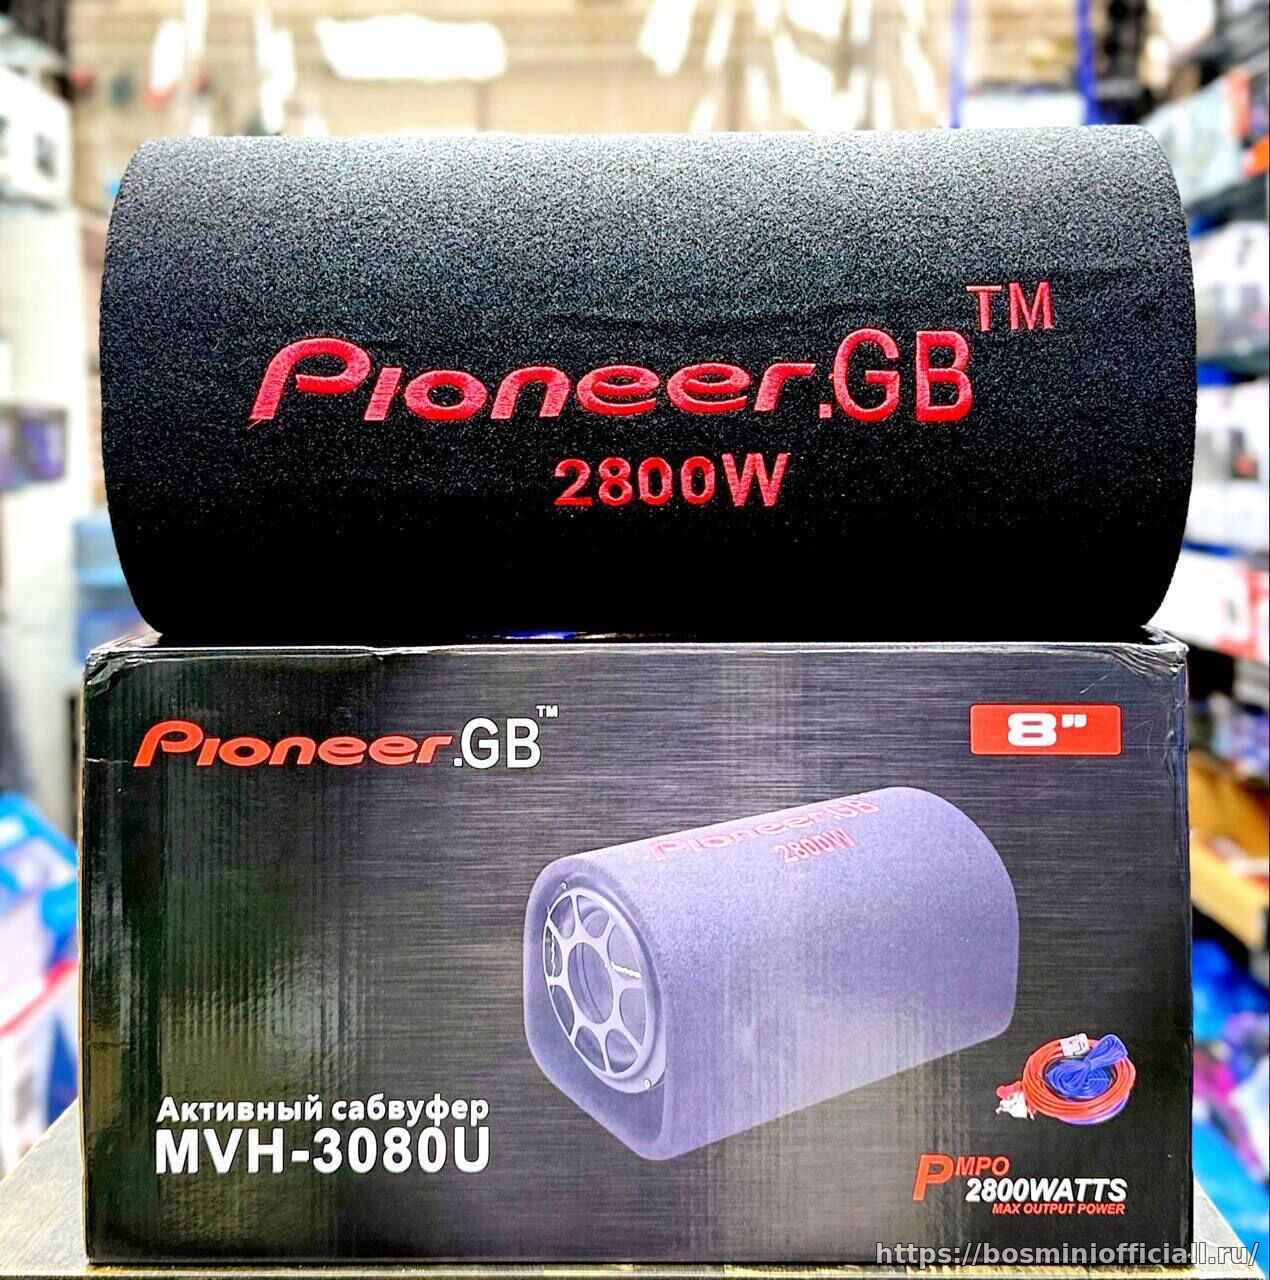 Pioneer.GB™
2800W
Pioneer.GB™
8"
Pioneer.GB
2800W
Активный сабвуфер
MVH-3080U
PMPO
2800WATTS
MAX OUTPUT POWER
https://bosminiofficiall.ru/